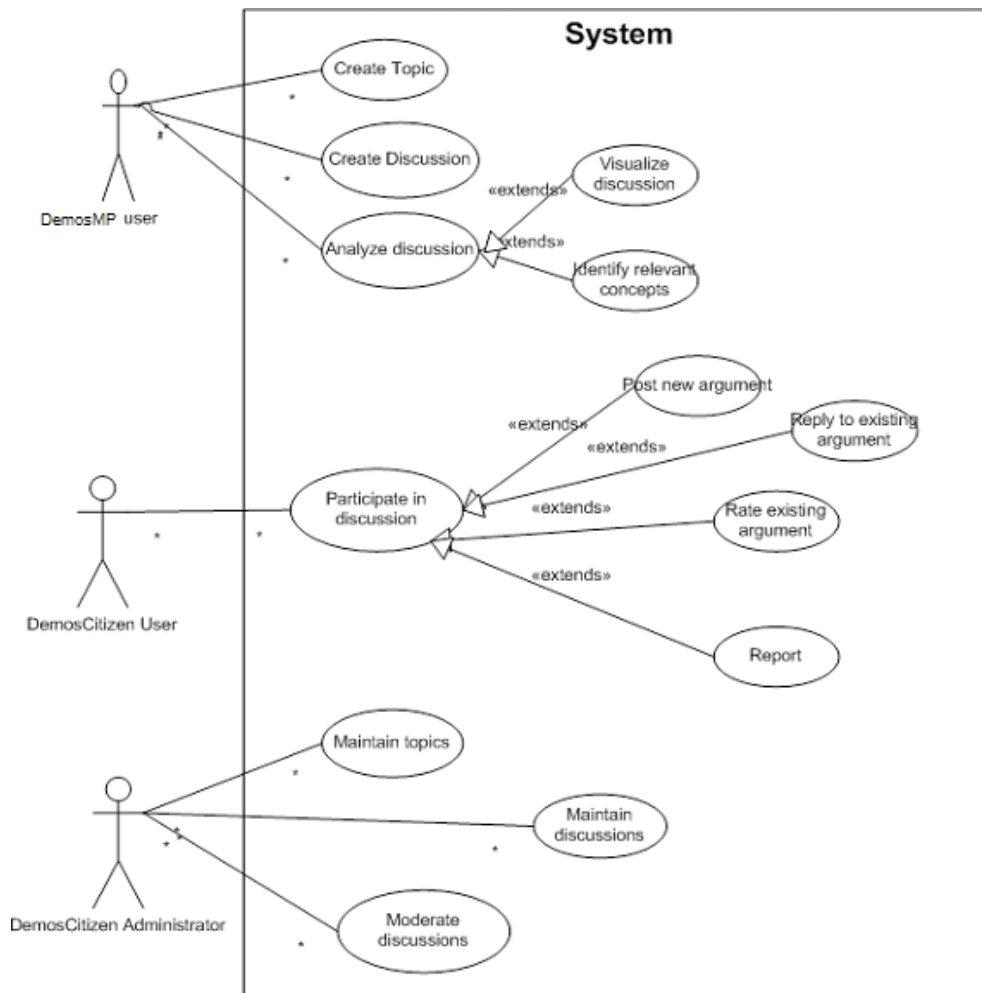 System
Create Topic
*
*
*
DemosMP user
Create Discussion
*
Visualize
discussion
«extends»
Analyze discussion
*
extends»
Identify relevant
concepts
Post new argument
«extends»
Reply to existing
argument
«extends»
Participate in
discussion
*
*
«extends»
Rate existing
argument
DemosCitizen User
«extends»
Report
Maintain topics
*
Maintain
discussions
*
*
*
*
DemosCitizen Administrator
Moderate
discussions
*